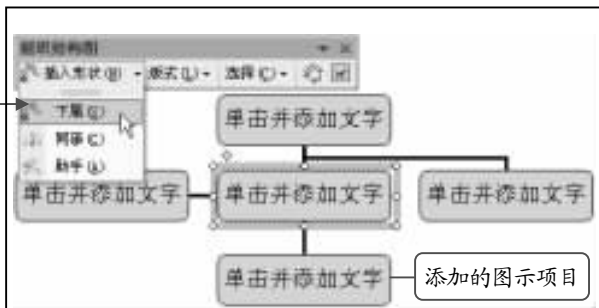 组织结构图
插入形状(N) 版式(L) 选择(C)
下属(S)
同事(C)
助手(A)
单击并添加文字
单击并添加文字 单击并添加文字 单击并添加文字
单击并添加文字 添加的图示项目